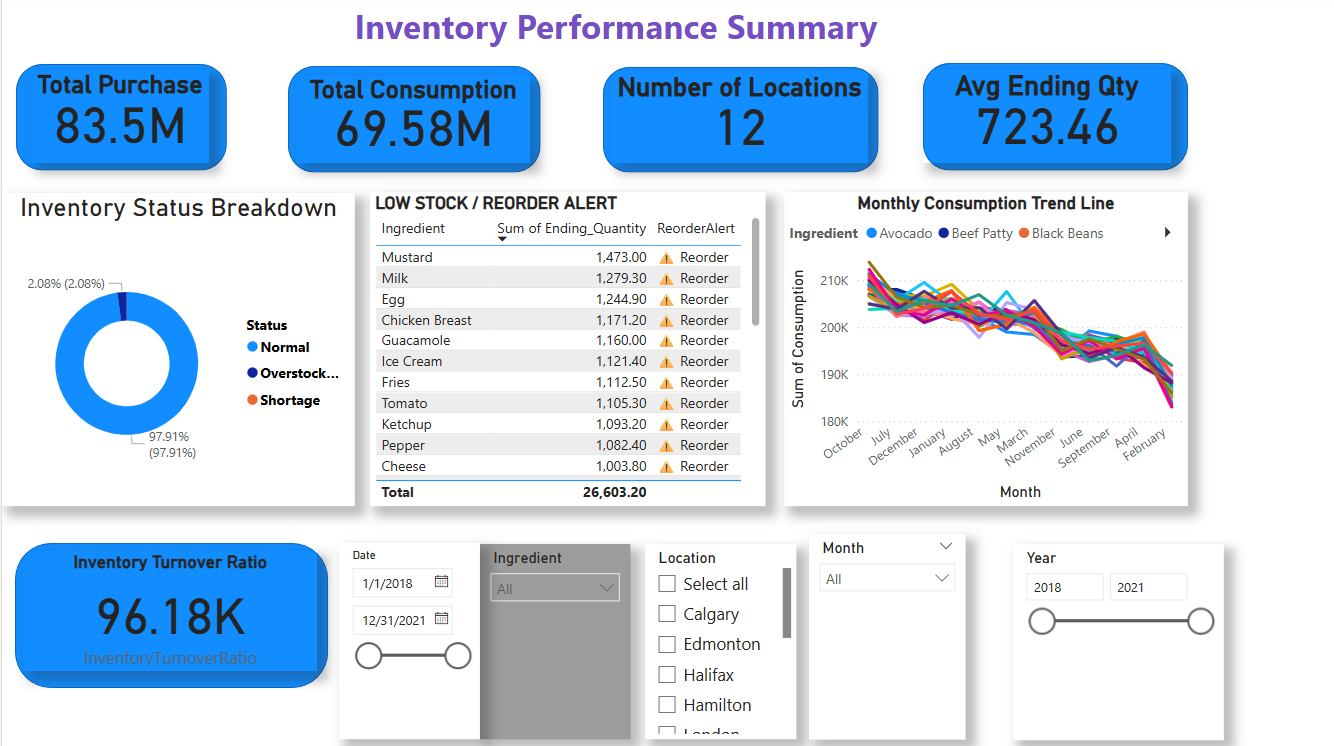 Inventory Performance Summary
Total Purchase
83.5M
Total Consumption
69.58M
Number of Locations
12
Avg Ending Qty
723.46
Inventory Status Breakdown
2.08% (2.08%)
97.91%
(97.91%)
Status
Normal
Overstock...
Shortage
LOW STOCK / REORDER ALERT
Ingredient Sum of Ending_Quantity ReorderAlert
Mustard 1,473.00 ⚠ Reorder
Milk 1,279.30 ⚠ Reorder
Egg 1,244.90 ⚠ Reorder
Chicken Breast 1,171.20 ⚠ Reorder
Guacamole 1,160.00 ⚠ Reorder
Ice Cream 1,121.40 ⚠ Reorder
Fries 1,112.50 ⚠ Reorder
Tomato 1,105.30 ⚠ Reorder
Ketchup 1,093.20 ⚠ Reorder
Pepper 1,082.40 ⚠ Reorder
Cheese 1,003.80 ⚠ Reorder
Total 26,603.20
Monthly Consumption Trend Line
Ingredient Avocado Beef Patty Black Beans
Sum of Consumption
210K
200K
190K
180K
October July December January August May March November June September April February
Month
Inventory Turnover Ratio
96.18K
InventoryTurnoverRatio
Date
1/1/2018
12/31/2021
Ingredient
All
Location
Select all
Calgary
Edmonton
Halifax
Hamilton
London
Month
All
Year
2018 2021